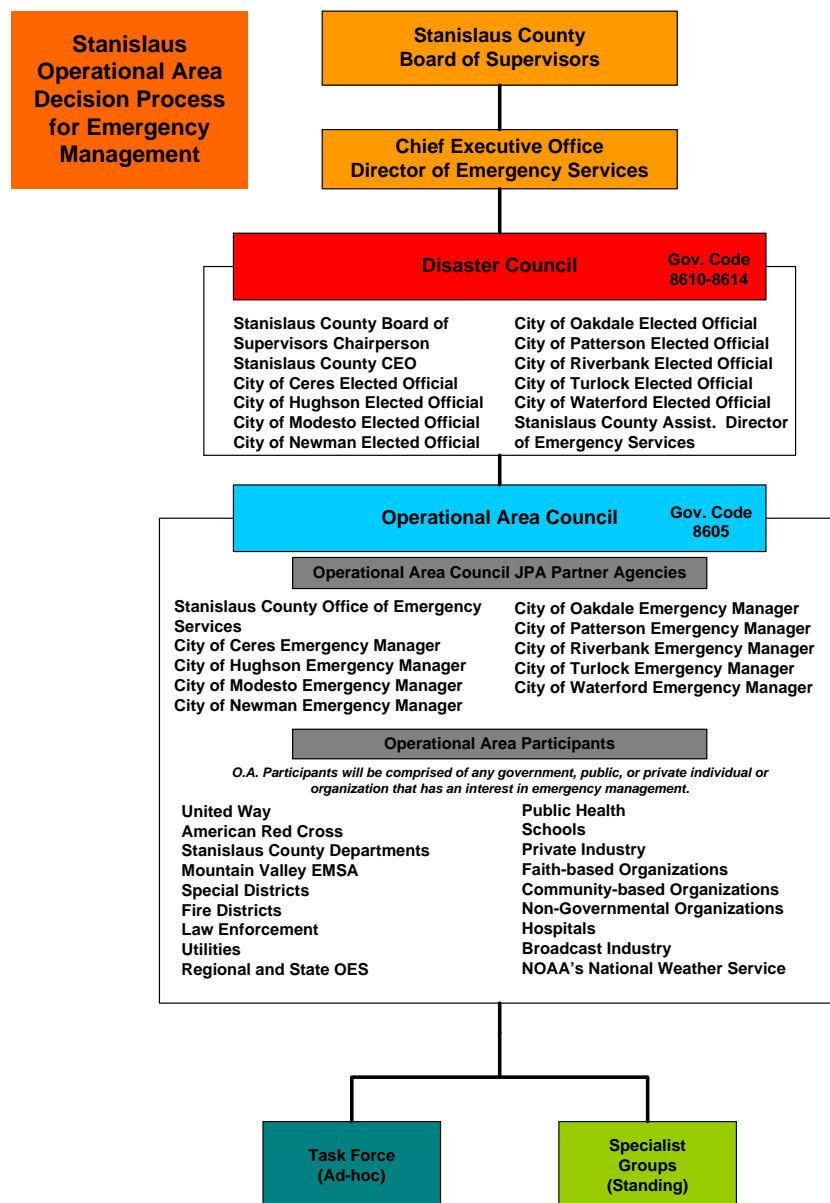 Stanislaus
Operational Area
Decision Process
for Emergency
Management
Stanislaus County
Board of Supervisors
Chief Executive Office
Director of Emergency Services
Disaster Council
Gov. Code
8610-8614
Stanislaus County Board of
Supervisors Chairperson
Stanislaus County CEO
City of Ceres Elected Official
City of Hughson Elected Official
City of Modesto Elected Official
City of Newman Elected Official
City of Oakdale Elected Official
City of Patterson Elected Official
City of Riverbank Elected Official
City of Turlock Elected Official
City of Waterford Elected Official
Stanislaus County Assist. Director
of Emergency Services
Operational Area Council
Gov. Code
8605
Operational Area Council JPA Partner Agencies
Stanislaus County Office of Emergency
Services
City of Ceres Emergency Manager
City of Hughson Emergency Manager
City of Modesto Emergency Manager
City of Newman Emergency Manager
City of Oakdale Emergency Manager
City of Patterson Emergency Manager
City of Riverbank Emergency Manager
City of Turlock Emergency Manager
City of Waterford Emergency Manager
Operational Area Participants
O.A. Participants will be comprised of any government, public, or private individual or
organization that has an interest in emergency management.
United Way
American Red Cross
Stanislaus County Departments
Mountain Valley EMSA
Special Districts
Fire Districts
Law Enforcement
Utilities
Regional and State OES
Public Health
Schools
Private Industry
Faith-based Organizations
Community-based Organizations
Non-Governmental Organizations
Hospitals
Broadcast Industry
NOAA's National Weather Service
Task Force
(Ad-hoc)
Specialist
Groups
(Standing)